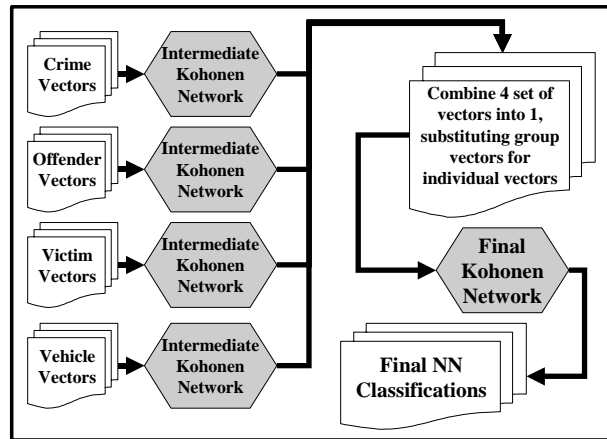 Crime
Vectors
Intermediate
Kohonen
Network
Offender
Vectors
Intermediate
Kohonen
Network
Victim
Vectors
Intermediate
Kohonen
Network
Vehicle
Vectors
Intermediate
Kohonen
Network
Combine 4 set of
vectors into 1,
substituting group
vectors for
individual vectors
Final
Kohonen
Network
Final NN
Classifications